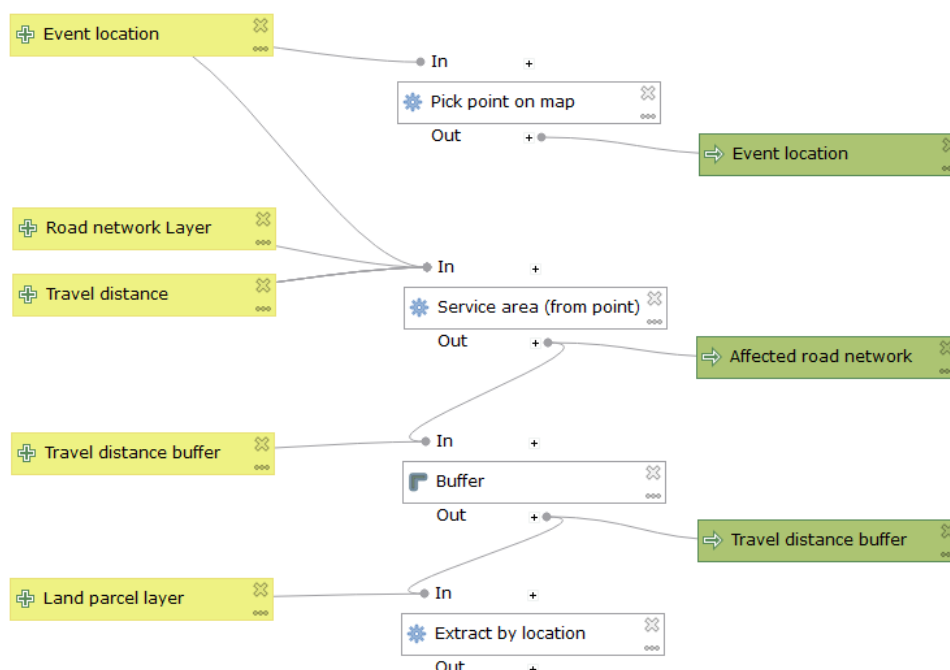 Event location
In
Pick point on map
Out
Event location
Road network Layer
In
Travel distance
Service area (from point)
Out
Affected road network
In
Travel distance buffer
Buffer
Out
Travel distance buffer
In
Land parcel layer
Extract by location
Out